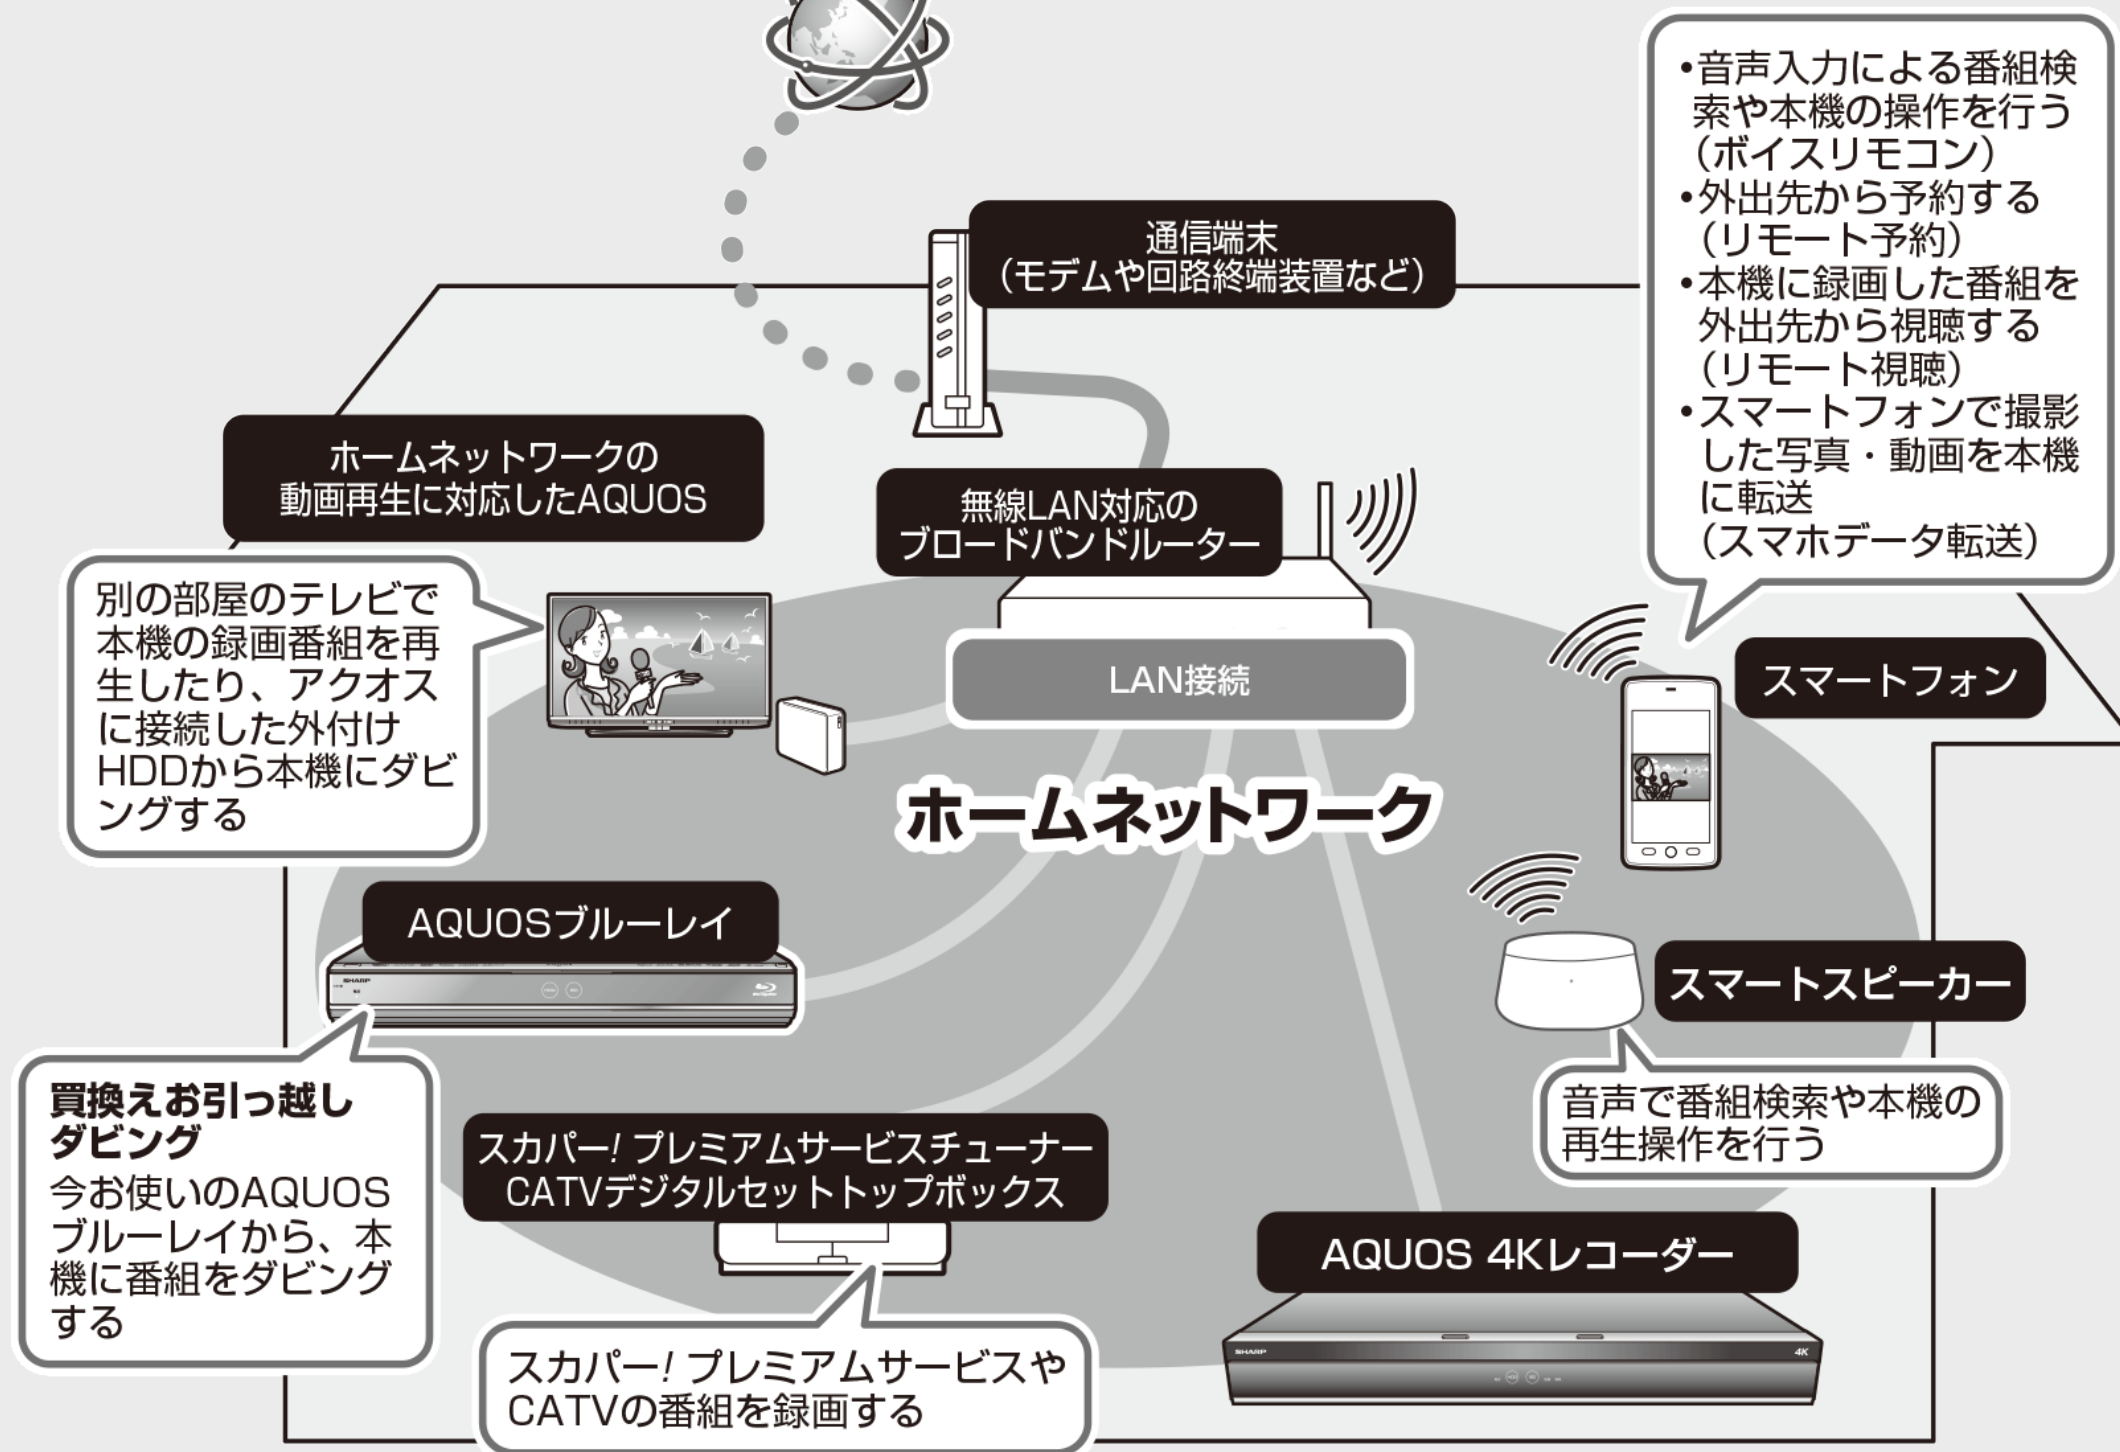 •音声入力による番組検
索や本機の操作を行う
（ボイスリモコン）
•外出先から予約する
（リモート予約）
•本機に録画した番組を
外出先から視聴する
（リモート視聴）
•スマートフォンで撮影
した写真・動画を本機
に転送
（スマホデータ転送）
通信端末
（モデムや回路終端装置など）
ホームネットワークの
動画再生に対応したAQUOS
無線LAN対応の
ブロードバンドルーター
別の部屋のテレビで
本機の録画番組を再
生したり、アクオス
に接続した外付け
HDDから本機にダビ
ングする
LAN接続
スマートフォン
ホームネットワーク
AQUOSブルーレイ
SHARP
スマートスピーカー
音声で番組検索や本機の
再生操作を行う
買換えお引っ越し
ダビング
今お使いのAQUOS
ブルーレイから、本
機に番組をダビング
する
スカパー! プレミアムサービスチューナー
CATVデジタルセットトップボックス
スカパー! プレミアムサービスや
CATVの番組を録画する
AQUOS 4Kレコーダー
SHARP
4K